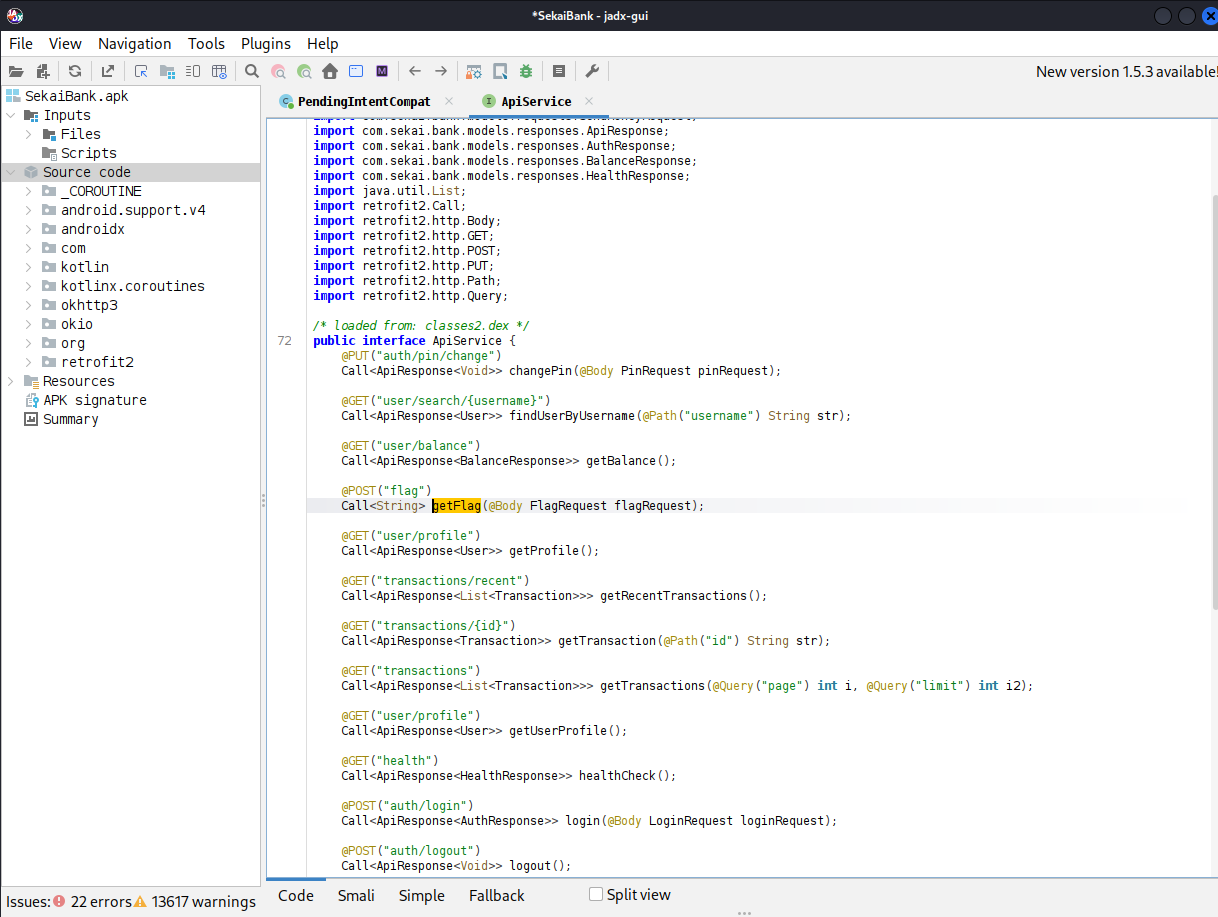 *SekaiBank - jadx-gui
File View Navigation Tools Plugins Help
New version 1.5.3 available!
SekaiBank.apk
Inputs
Files
Scripts
Source code
_COROUTINE
android.support.v4
androidx
com
kotlin
kotlinx.coroutines
okhttp3
okio
org
retrofit2
Resources
APK signature
Summary
PendingIntentCompat
ApiService
import com.sekai.bank.models.responses.ApiResponse;
import com.sekai.bank.models.responses.AuthResponse;
import com.sekai.bank.models.responses.BalanceResponse;
import com.sekai.bank.models.responses.HealthResponse;
import java.util.List;
import retrofit2.Call;
import retrofit2.http.Body;
import retrofit2.http.GET;
import retrofit2.http.POST;
import retrofit2.http.PUT;
import retrofit2.http.Path;
import retrofit2.http.Query;
/* loaded from: classes2.dex */
72 public interface ApiService {
@PUT("auth/pin/change")
Call<ApiResponse<Void>> changePin(@Body PinRequest pinRequest);
@GET("user/search/{username}")
Call<ApiResponse<User>> findUserByUsername(@Path("username") String str);
@GET("user/balance")
Call<ApiResponse<BalanceResponse>> getBalance();
@POST("flag")
Call<String> getFlag(@Body FlagRequest flagRequest);
@GET("user/profile")
Call<ApiResponse<User>> getProfile();
@GET("transactions/recent")
Call<ApiResponse<List<Transaction>>> getRecentTransactions();
@GET("transactions/{id}")
Call<ApiResponse<Transaction>> getTransaction(@Path("id") String str);
@GET("transactions")
Call<ApiResponse<List<Transaction>>> getTransactions(@Query("page") int i, @Query("limit") int i2);
@GET("user/profile")
Call<ApiResponse<User>> getUserProfile();
@GET("health")
Call<ApiResponse<HealthResponse>> healthCheck();
@POST("auth/login")
Call<ApiResponse<AuthResponse>> login(@Body LoginRequest loginRequest);
@POST("auth/logout")
Call<ApiResponse<Void>> logout();
Issues: 22 errors 13617 warnings
Code Smali Simple Fallback Split view